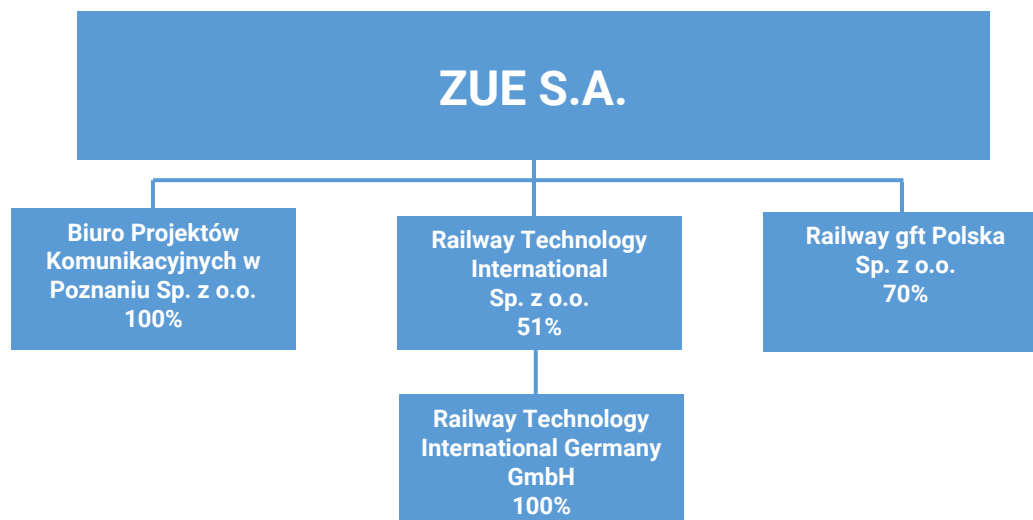 ZUE S.A.
Biuro Projektów
Komunikacyjnych w
Poznaniu Sp. z o.o.
100%
Railway Technology
International
Sp. z o.o.
51%
Railway gft Polska
Sp. z o.o.
70%
Railway Technology
International Germany
GmbH
100%